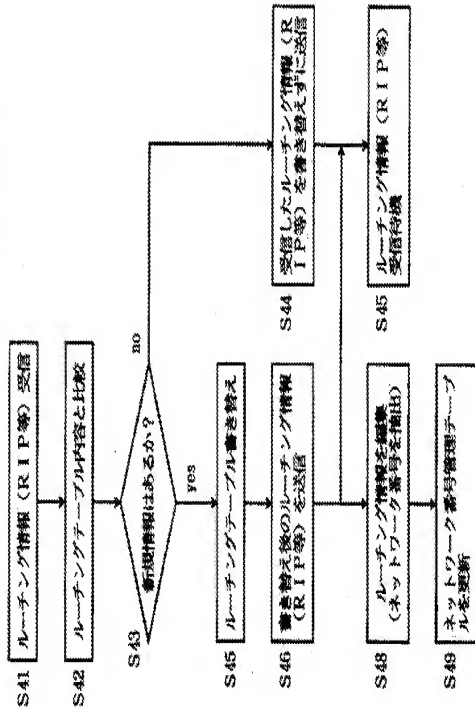 S41
ルーチング情報(RIP等)受信
S42
ルーチングテーブル内容と比較
S43
新規情報はあるか?
no
yes
S45
ルーチングテーブル書き替え
S46
書き替え後のルーチング情報
(RIP等)を送信
S44
受信したルーチング情報(R
IP等)を書き替えずに送信
S45
ルーチング情報(RIP等)
受信待機
S48
ルーチング情報を編集
(ネットワーク番号を抽出)
S49
ネットワーク番号管理テーブ
ルを更新